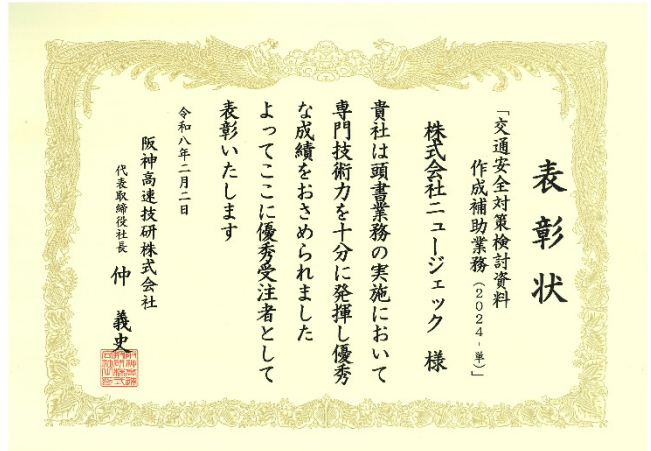 表彰状
「交通安全対策検討資料
作成補助業務（２０２４-単）」
株式会社ニュージェック 様
貴社は頭書業務の実施において
専門技術力を十分に発揮し優秀
な成績をおさめられました
よってここに優秀受注者として
表彰いたします
令和八年二月二日
阪神高速技研株式会社
代表取締役社長 仲 義史